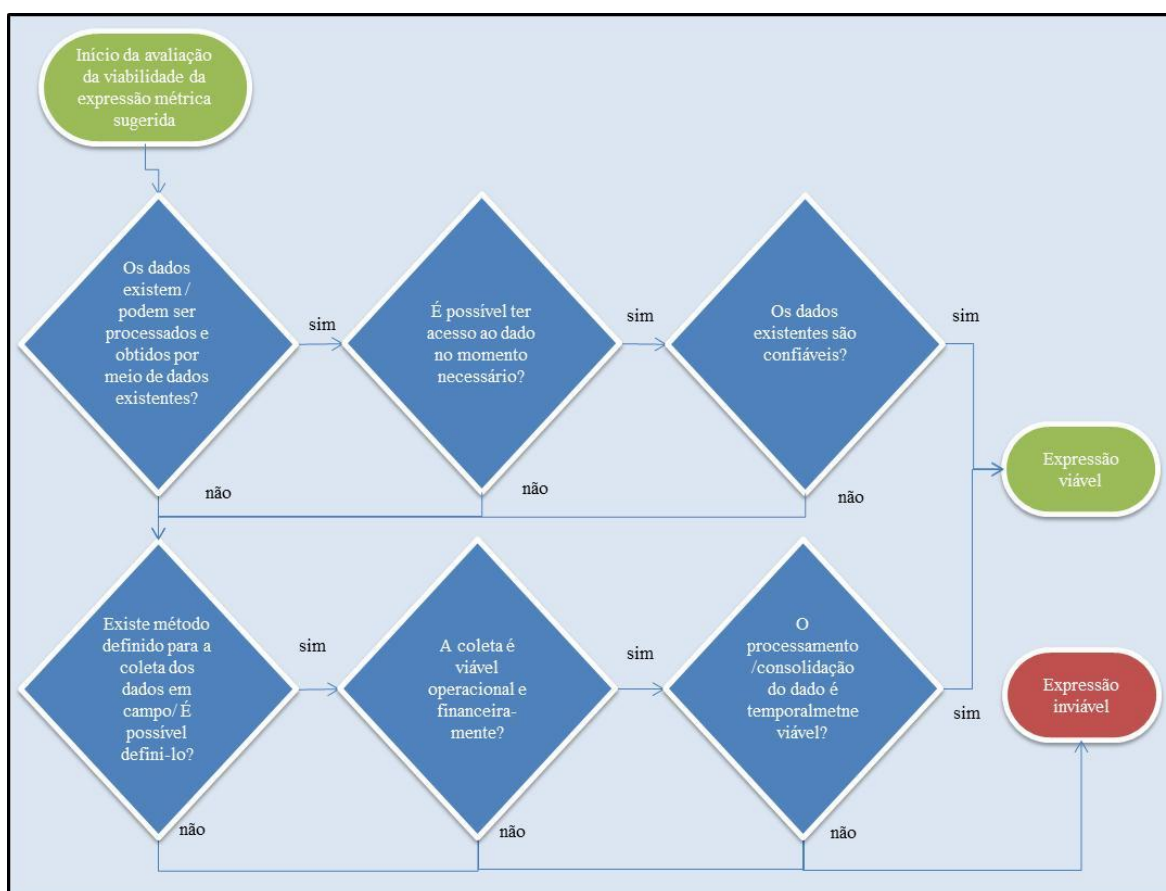 Início da avaliação
da viabilidade da
expressão métrica
sugerida
Os dados
existem /
podem ser
processados e
obtidos por
meio de dados
existentes?
sim
É possível ter
acesso ao dado
no momento
necessário?
sim
Os dados
existentes são
confiáveis?
sim
não
não
não
Expressão
viável
Existe método
definido para a
coleta dos
dados em
campo/ É
possível
defini-lo?
sim
A coleta é
viável
operacional e
financeira-
mente?
sim
O
processamento
/consolidação
do dado é
temporalmetne
viável?
sim
Expressão
inviável
não
não
não